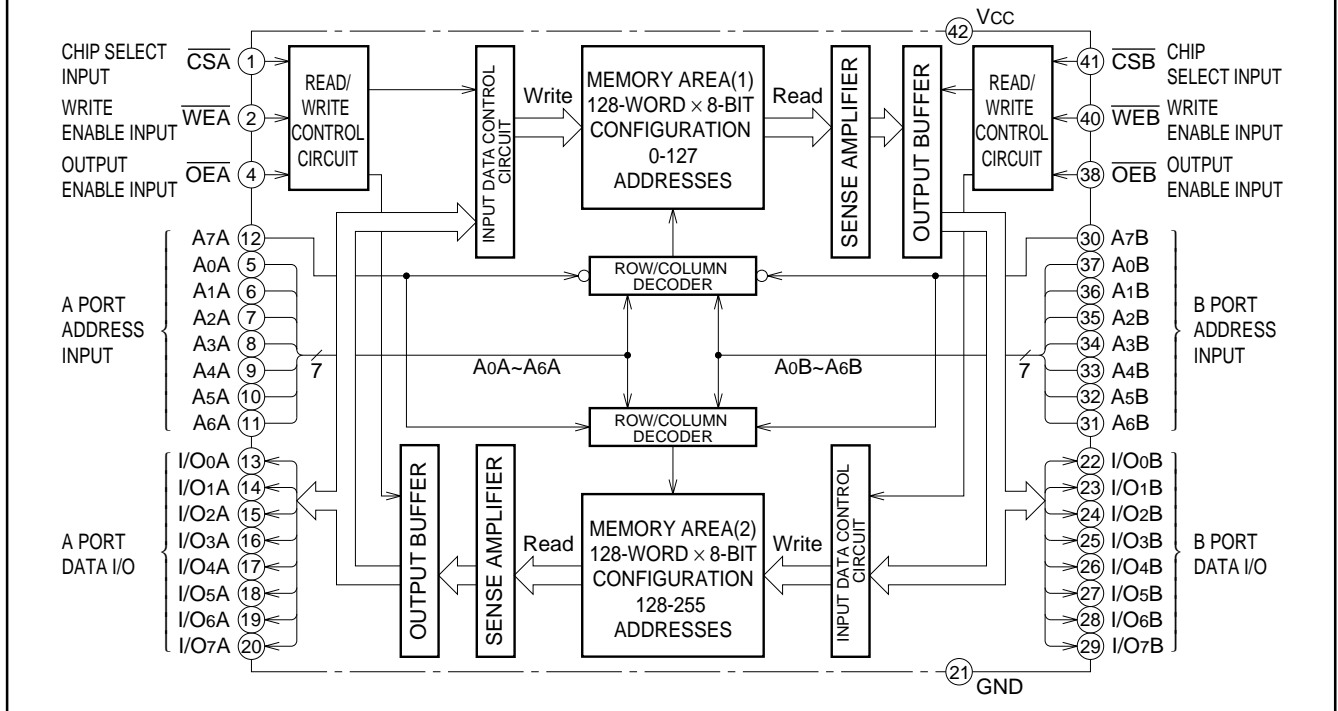 42 VCC
CHIP SELECT
INPUT
CSA 1
WRITE
ENABLE INPUT
WEA 2
OUTPUT
ENABLE INPUT
OEA 4
READ/
WRITE
CONTROL
CIRCUIT
INPUT DATA CONTROL
CIRCUIT
Write
MEMORY AREA(1)
128-WORD × 8-BIT
CONFIGURATION
0-127
ADDRESSES
Read
SENSE AMPLIFIER
OUTPUT BUFFER
READ/
WRITE
CONTROL
CIRCUIT
41 CSB CHIP
SELECT INPUT
40 WEB WRITE
ENABLE INPUT
38 OEB OUTPUT
ENABLE INPUT
A PORT
ADDRESS
INPUT
A7A 12
A0A 5
A1A 6
A2A 7
A3A 8
A4A 9
A5A 10
A6A 11
7
A0A~A6A
ROW/COLUMN
DECODER
ROW/COLUMN
DECODER
A0B~A6B
7
30 A7B
37 A0B
36 A1B
35 A2B
34 A3B
33 A4B
32 A5B
31 A6B
B PORT
ADDRESS
INPUT
A PORT
DATA I/O
I/O0A 13
I/O1A 14
I/O2A 15
I/O3A 16
I/O4A 17
I/O5A 18
I/O6A 19
I/O7A 20
OUTPUT BUFFER
SENSE AMPLIFIER
Read
MEMORY AREA(2)
128-WORD × 8-BIT
CONFIGURATION
128-255
ADDRESSES
Write
INPUT DATA CONTROL
CIRCUIT
22 I/O0B
23 I/O1B
24 I/O2B
25 I/O3B
26 I/O4B
27 I/O5B
28 I/O6B
29 I/O7B
B PORT
DATA I/O
21 GND